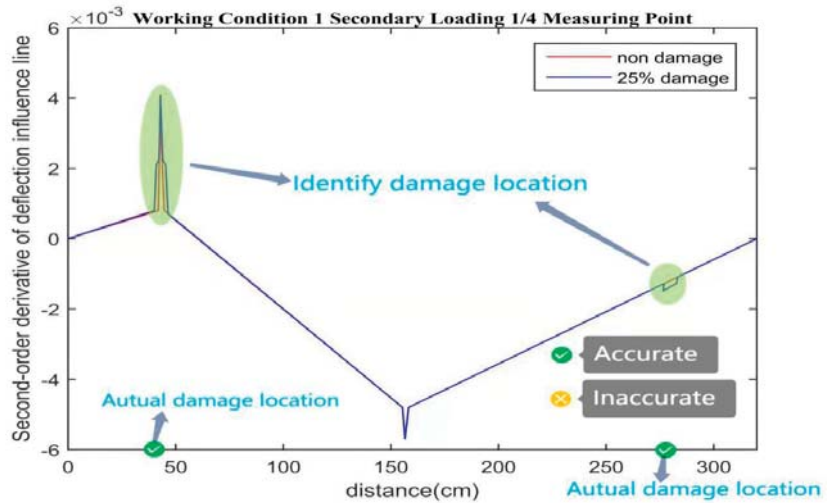 ×10⁻³ Working Condition 1 Secondary Loading 1/4 Measuring Point
6
non damage
25% damage
4
2
Identify damage location
0
-2
Accurate
-4
Inaccurate
Autual damage location
-6
0
50
100
150
200
250
300
distance(cm)
Autual damage location
Second-order derivative of deflection influence line